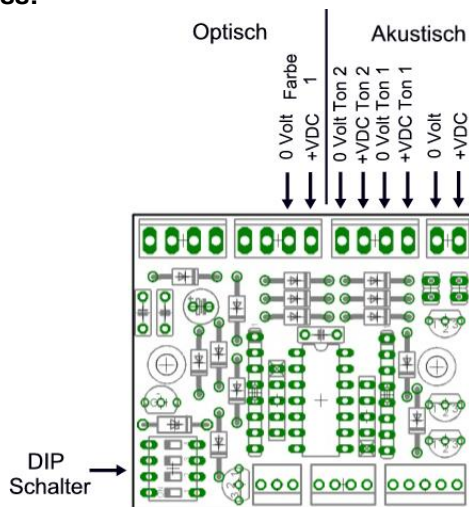 Optisch
Akustisch
0 Volt
Farbe 1
+VDC
0 Volt Ton 2
+VDC Ton 2
0 Volt Ton 1
+VDC Ton 1
0 Volt
+VDC
DIP
Schalter